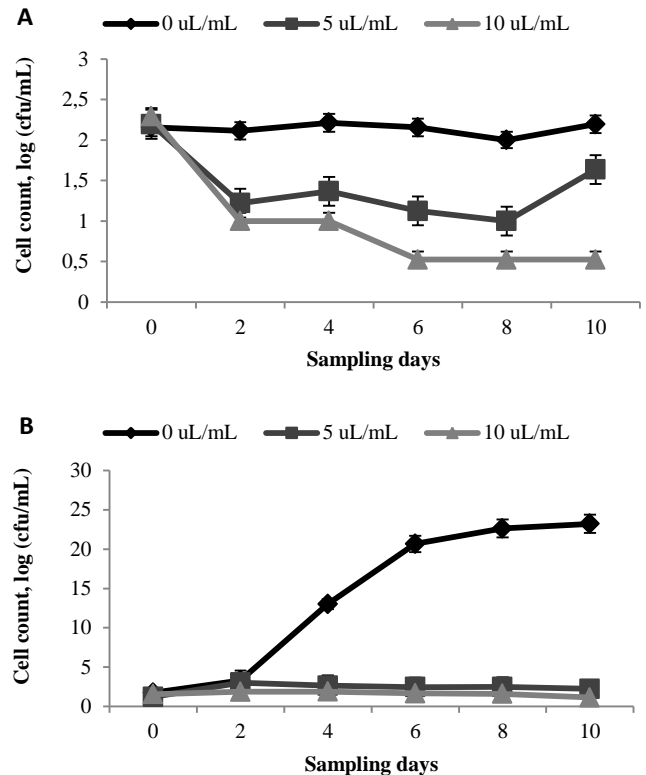 A
0 uL/mL 5 uL/mL 10 uL/mL
Cell count, log (cfu/mL)
3
2,5
2
1,5
1
0,5
0
0 2 4 6 8 10
Sampling days
B
0 uL/mL 5 uL/mL 10 uL/mL
Cell count, log (cfu/mL)
30
25
20
15
10
5
0
0 2 4 6 8 10
Sampling days